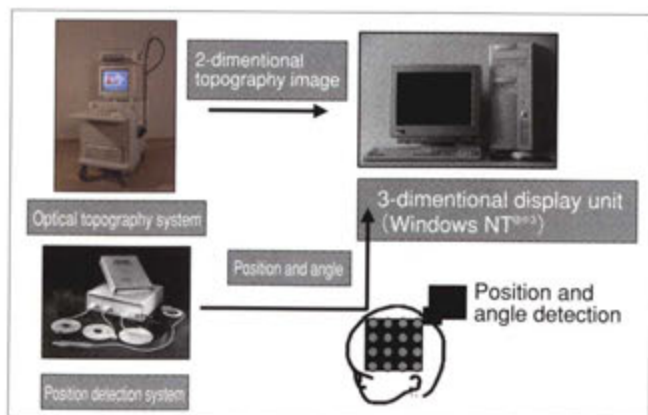 2-dimentional
topography image
Optical topography system
3-dimentional display unit
(Windows NT®※3)
Position and angle
Position and
angle detection
Position detection system